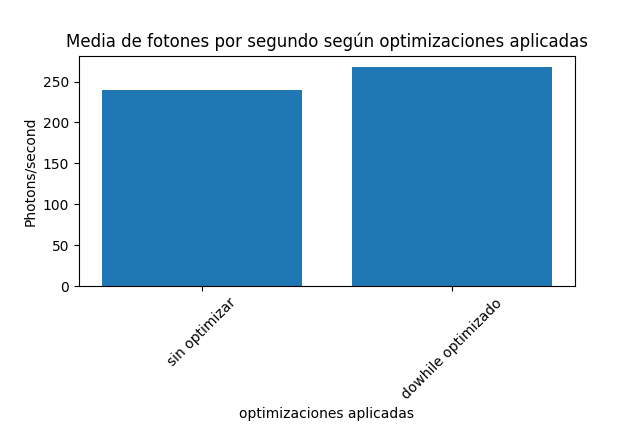 Media de fotones por segundo según optimizaciones aplicadas
Photons/second
250
200
150
100
50
0
sin optimizar
dowhile optimizado
optimizaciones aplicadas